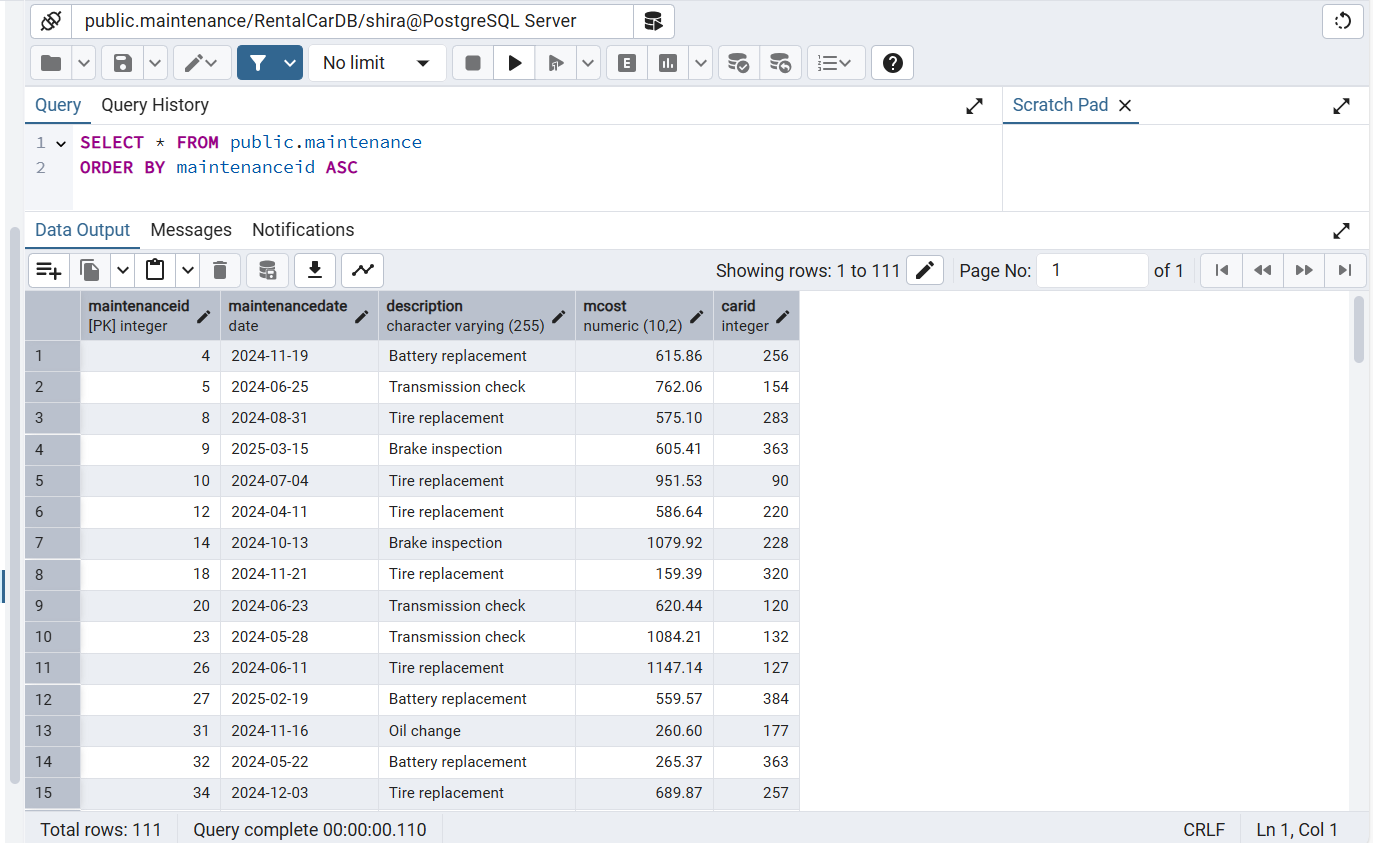 public.maintenance/RentalCarDB/shira@PostgreSQL Server
No limit
E
Query Query History
Scratch Pad
1 SELECT * FROM public.maintenance
2 ORDER BY maintenanceid ASC
Data Output Messages Notifications
Showing rows: 1 to 111 Page No: 1 of 1
maintenanceid maintenancedate description mcost carid
[PK] integer date character varying (255) numeric (10,2) integer
1 4 2024-11-19 Battery replacement 615.86 256
2 5 2024-06-25 Transmission check 762.06 154
3 8 2024-08-31 Tire replacement 575.10 283
4 9 2025-03-15 Brake inspection 605.41 363
5 10 2024-07-04 Tire replacement 951.53 90
6 12 2024-04-11 Tire replacement 586.64 220
7 14 2024-10-13 Brake inspection 1079.92 228
8 18 2024-11-21 Tire replacement 159.39 320
9 20 2024-06-23 Transmission check 620.44 120
10 23 2024-05-28 Transmission check 1084.21 132
11 26 2024-06-11 Tire replacement 1147.14 127
12 27 2025-02-19 Battery replacement 559.57 384
13 31 2024-11-16 Oil change 260.60 177
14 32 2024-05-22 Battery replacement 265.37 363
15 34 2024-12-03 Tire replacement 689.87 257
Total rows: 111 Query complete 00:00:00.110 CRLF Ln 1, Col 1